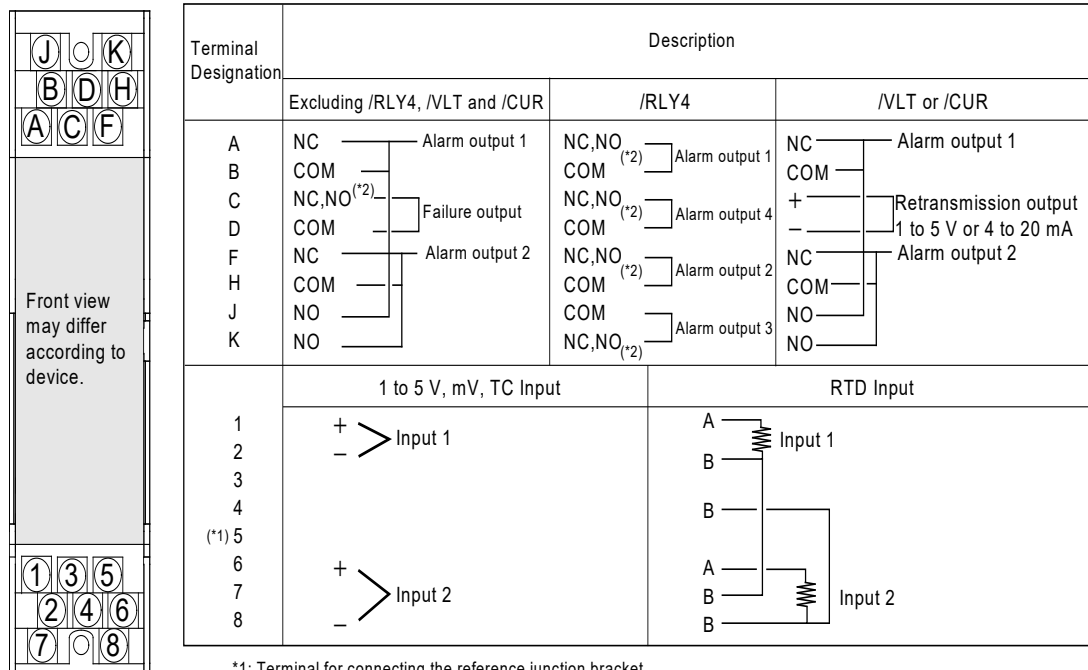 J K
B D H
A C F
Front view
may differ
according to
device.
1 3 5
2 4 6
7 8
Terminal
Designation
Description
Excluding /RLY4, /VLT and /CUR /RLY4 /VLT or /CUR
A NC Alarm output 1 NC,NO (*2) Alarm output 1 NC Alarm output 1
B COM COM COM
C NC,NO(*2) Failure output NC,NO (*2) Alarm output 4 + Retransmission output
D COM COM – 1 to 5 V or 4 to 20 mA
F NC Alarm output 2 NC,NO (*2) Alarm output 2 NC Alarm output 2
H COM COM COM
J NO COM Alarm output 3 NO
K NO NC,NO(*2) NO
1 to 5 V, mV, TC Input RTD Input
1 + Input 1 A Input 1
2 – B
3
4 B
(*1) 5
6 + A
7 Input 2 B Input 2
8 – B
*1: Terminal for connecting the reference junction bracket